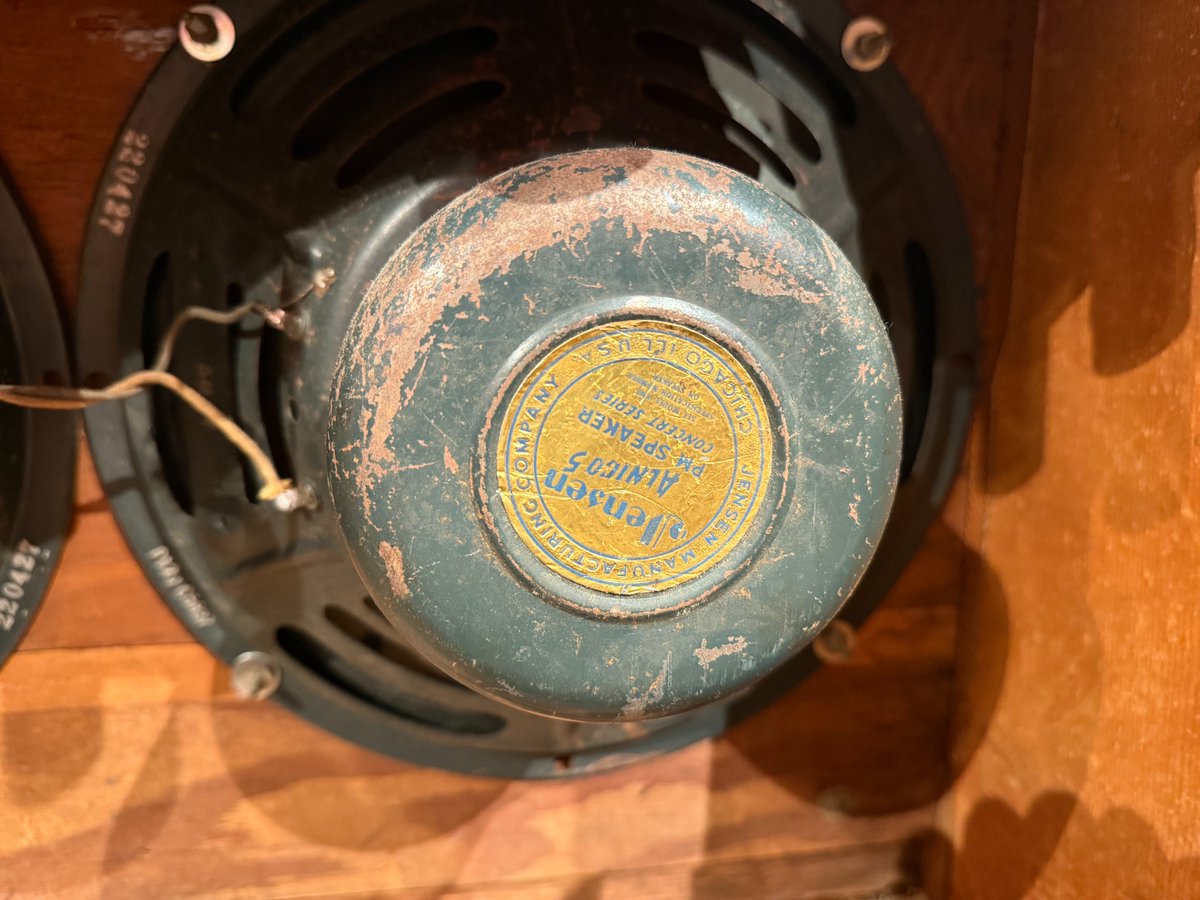 220427
JENSEN MANUFACTURING COMPANY
CHICAGO ILL. U.S.A.
Jensen
ALNICO 5
PM SPEAKER
CONCERT SERIES
220427